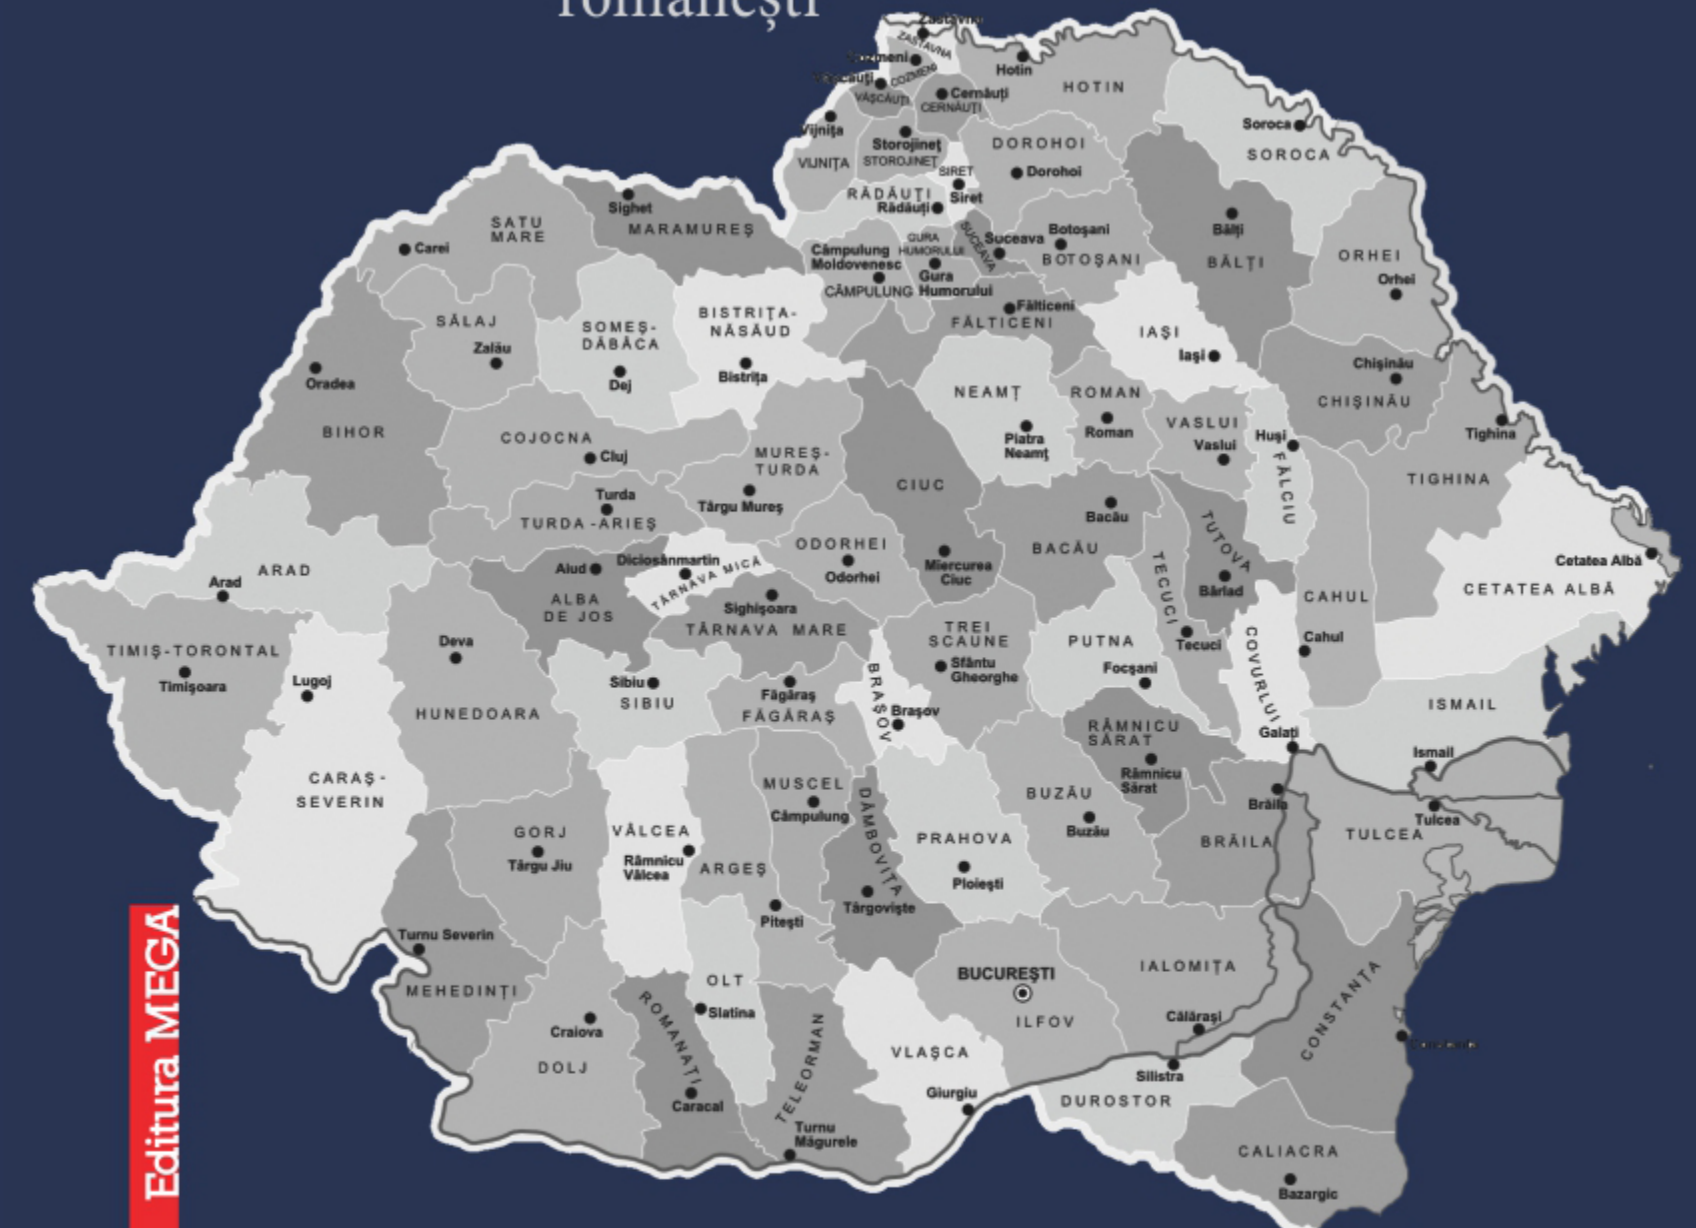 românești
Zastavna
ZASTAVNA
Cozmeni
COZMENI
Hotin
HOTIN
VĂȘCĂUȚI
Cernăuți
CERNĂUȚI
Vijnița
VIJNIȚA
Storojineț
STOROJINEȚ
DOROHOI
Dorohoi
Soroca
SOROCA
SIRET
Siret
RĂDĂUȚI
Rădăuți
Sighet
MARAMUREȘ
SATU
MARE
Carei
Câmpulung
Moldovenesc
CÂMPULUNG
GURA
HUMORULUI
Gura
Humorului
SUCEAVA
Suceava
Botoșani
BOTOȘANI
Bălți
BĂLȚI
ORHEI
Orhei
Fălticeni
FĂLTICENI
SĂLAJ
Zalău
SOMEȘ-
DĂBÂCA
Dej
BISTRIȚA-
NĂSĂUD
Bistrița
IAȘI
Iași
Chișinău
CHIȘINĂU
Oradea
BIHOR
NEAMȚ
Piatra
Neamț
ROMAN
Roman
VASLUI
Vaslui
Huși
FĂLCIU
Tighina
TIGHINA
COJOCNA
Cluj
MUREȘ-
TURDA
Târgu Mureș
CIUC
Miercurea
Ciuc
Turda
TURDA-ARIEȘ
Bacău
BACĂU
TUTOVA
Bârlad
TECUCI
Tecuci
ODORHEI
Odorhei
Cetatea Albă
CETATEA ALBĂ
Arad
ARAD
Aiud
ALBA
DE JOS
Diciosânmartin
TÂRNAVA MICĂ
Sighișoara
TÂRNAVA MARE
CAHUL
Cahul
TREI
SCAUNE
Sfântu
Gheorghe
PUTNA
Focșani
COVURLUI
Galați
TIMIȘ-TORONTAL
Timișoara
Lugoj
Deva
HUNEDOARA
Sibiu
SIBIU
Făgăraș
FĂGĂRAȘ
BRAȘOV
Brașov
ISMAIL
Ismail
RÂMNICU
SĂRAT
Râmnicu
Sărat
CARAȘ-
SEVERIN
MUSCEL
Câmpulung
DÂMBOVIȚA
Târgoviște
BUZĂU
Buzău
Brăila
BRĂILA
Tulcea
TULCEA
GORJ
Târgu Jiu
VÂLCEA
Râmnicu
Vâlcea
ARGEȘ
Pitești
PRAHOVA
Ploiești
Turnu Severin
MEHEDINȚI
OLT
Slatina
BUCUREȘTI
ILFOV
IALOMIȚA
Călărași
CONSTANȚA
Craiova
DOLJ
ROMANAȚI
Caracal
TELEORMAN
Turnu
Măgurele
VLAȘCA
Giurgiu
Silistra
DUROSTOR
CALIACRA
Bazargic
Editura MEGA